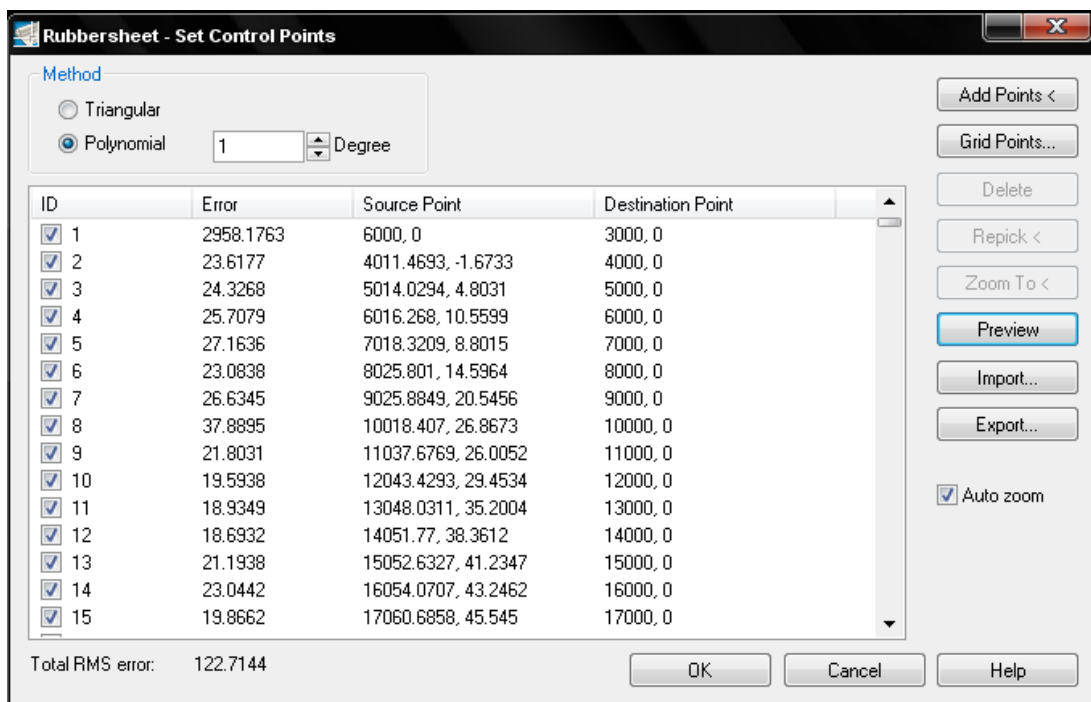 Rubbersheet - Set Control Points
Method
Triangular
Polynomial 1 Degree
Add Points <
Grid Points...
Delete
Repick <
Zoom To <
Preview
Import...
Export...
Auto zoom
ID Error Source Point Destination Point
1 2958.1763 6000, 0 3000, 0
2 23.6177 4011.4693, -1.6733 4000, 0
3 24.3268 5014.0294, 4.8031 5000, 0
4 25.7079 6016.268, 10.5599 6000, 0
5 27.1636 7018.3209, 8.8015 7000, 0
6 23.0838 8025.801, 14.5964 8000, 0
7 26.6345 9025.8849, 20.5456 9000, 0
8 37.8895 10018.407, 26.8673 10000, 0
9 21.8031 11037.6769, 26.0052 11000, 0
10 19.5938 12043.4293, 29.4534 12000, 0
11 18.9349 13048.0311, 35.2004 13000, 0
12 18.6932 14051.77, 38.3612 14000, 0
13 21.1938 15052.6327, 41.2347 15000, 0
14 23.0442 16054.0707, 43.2462 16000, 0
15 19.8662 17060.6858, 45.545 17000, 0
Total RMS error: 122.7144
OK Cancel Help